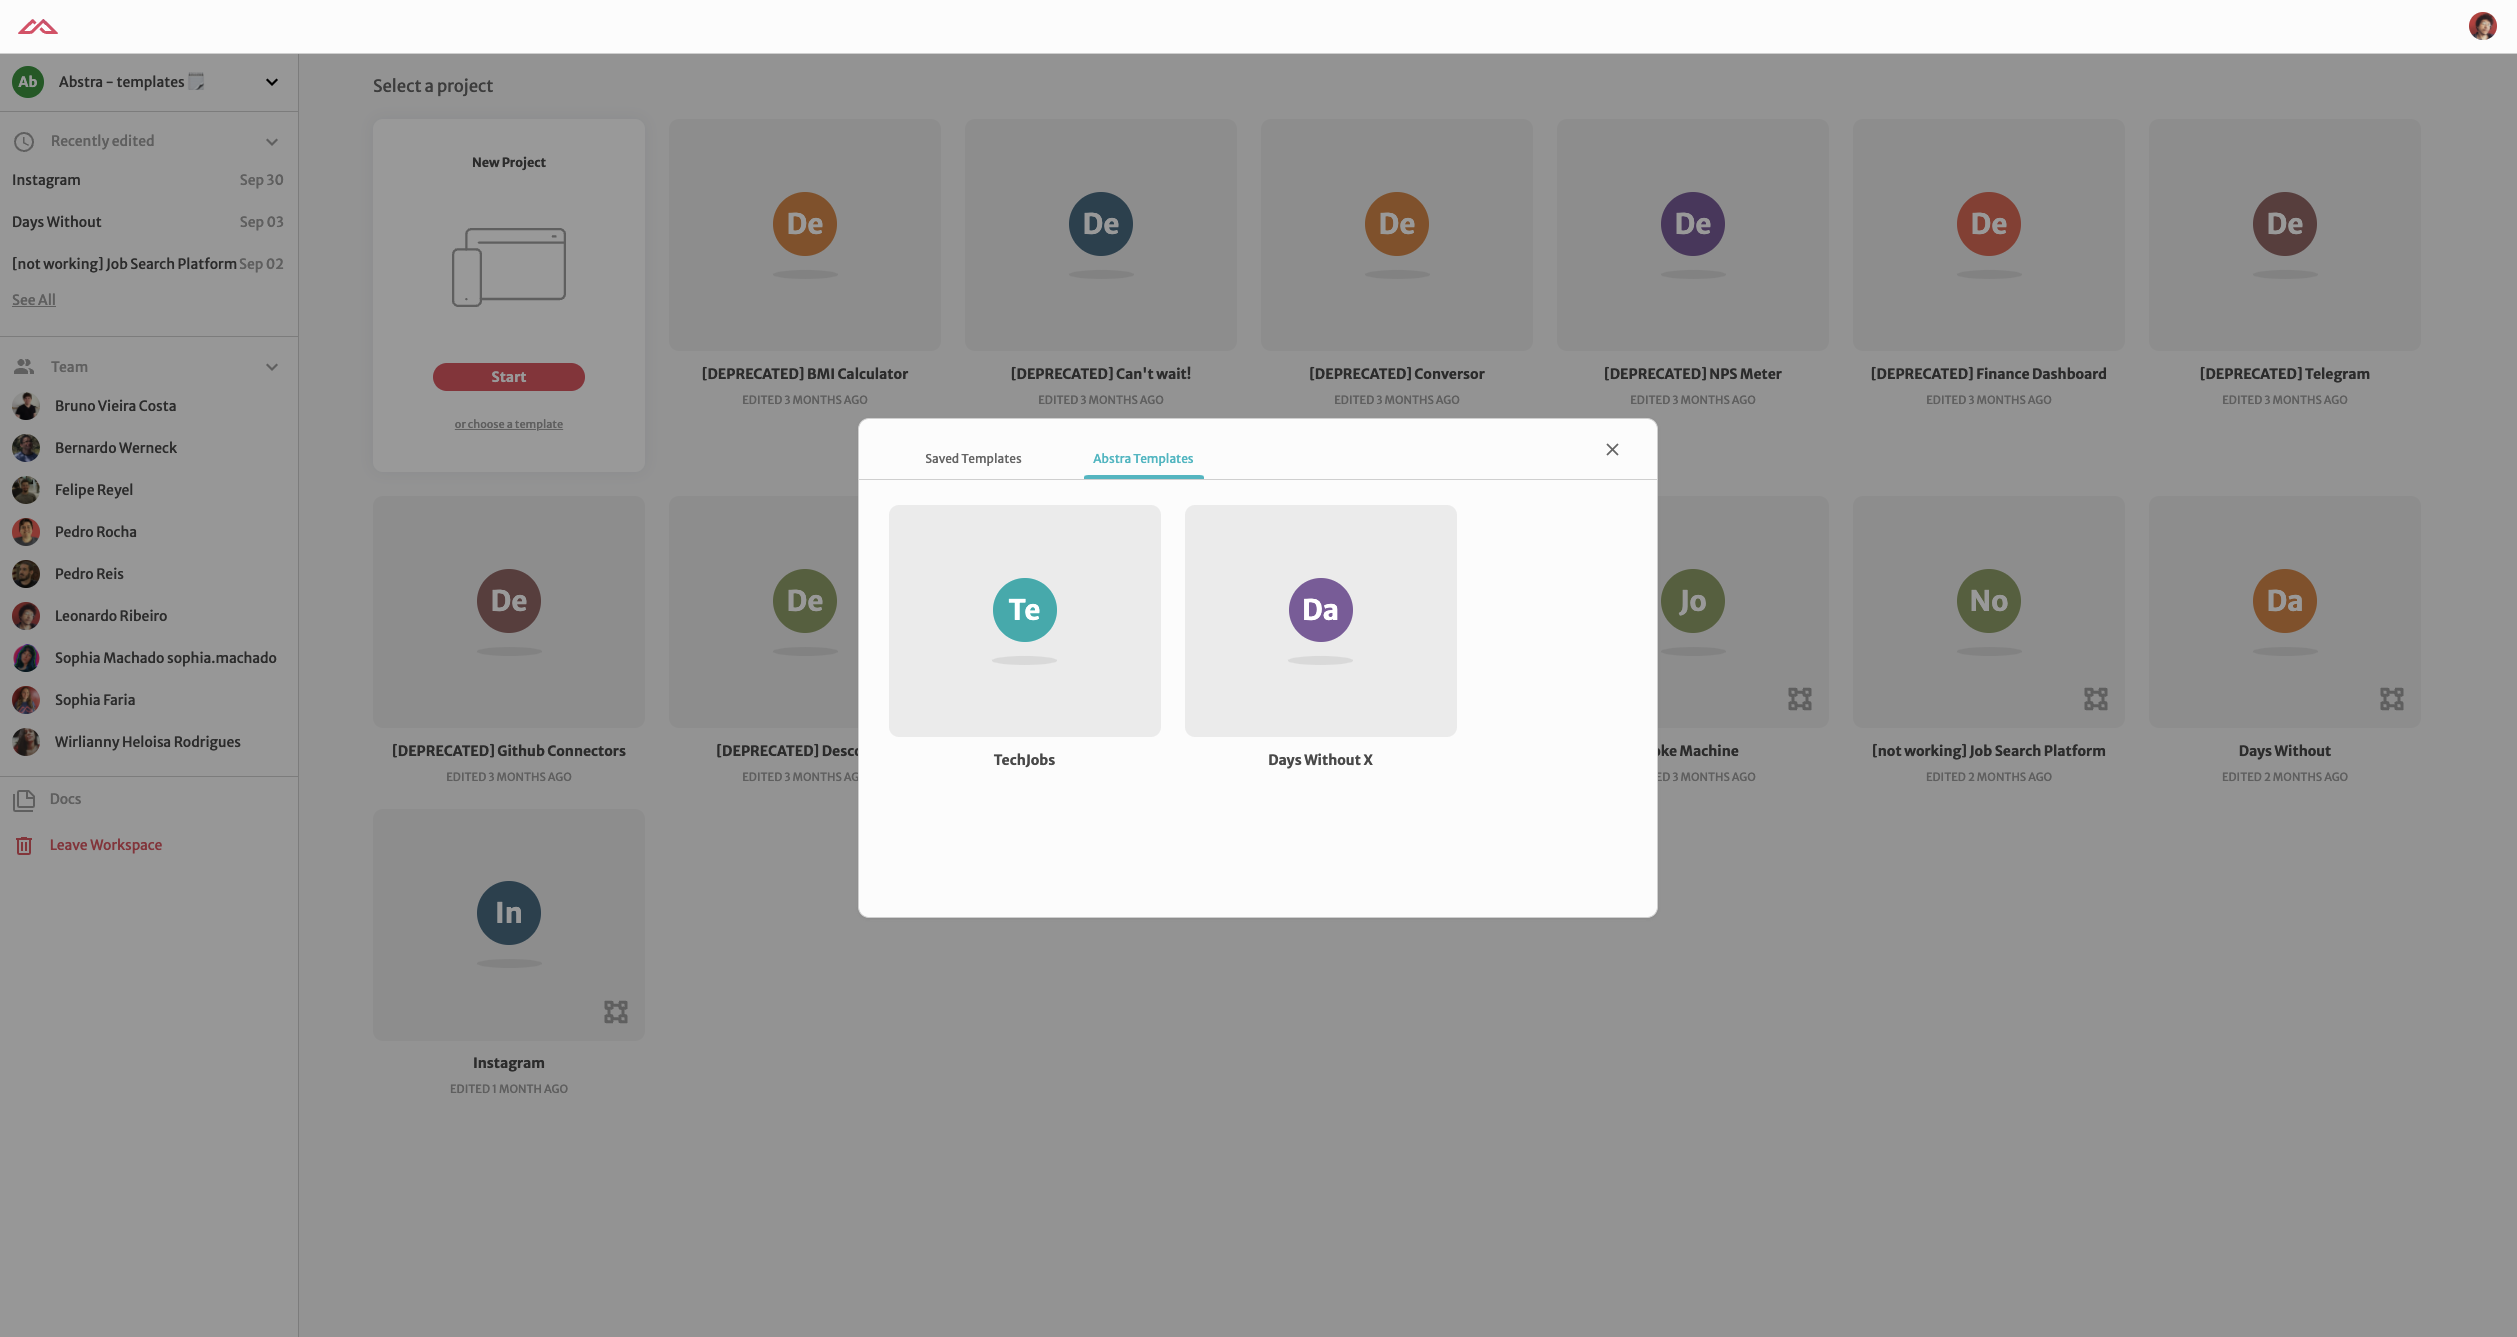 Ab
Abstra - templates
Recently edited
Instagram Sep 30
Days Without Sep 03
[not working] Job Search Platform Sep 02
See All
Team
Bruno Vieira Costa
Bernardo Werneck
Felipe Reyel
Pedro Rocha
Pedro Reis
Leonardo Ribeiro
Sophia Machado sophia.machado
Sophia Faria
Wirlianny Heloisa Rodrigues
Docs
Leave Workspace
Select a project
New Project
Start
or choose a template
De
[DEPRECATED] BMI Calculator
EDITED 3 MONTHS AGO
De
[DEPRECATED] Can't wait!
EDITED 3 MONTHS AGO
De
[DEPRECATED] Conversor
EDITED 3 MONTHS AGO
De
[DEPRECATED] NPS Meter
EDITED 3 MONTHS AGO
De
[DEPRECATED] Finance Dashboard
EDITED 3 MONTHS AGO
De
[DEPRECATED] Telegram
EDITED 3 MONTHS AGO
De
[DEPRECATED] Github Connectors
EDITED 3 MONTHS AGO
De
[DEPRECATED]
EDITED 3 MONTHS
Saved Templates
Abstra Templates
Te
TechJobs
Da
Days Without X
Jo
Machine
3 MONTHS AGO
No
[not working] Job Search Platform
EDITED 2 MONTHS AGO
Da
Days Without
EDITED 2 MONTHS AGO
In
Instagram
EDITED 1 MONTH AGO